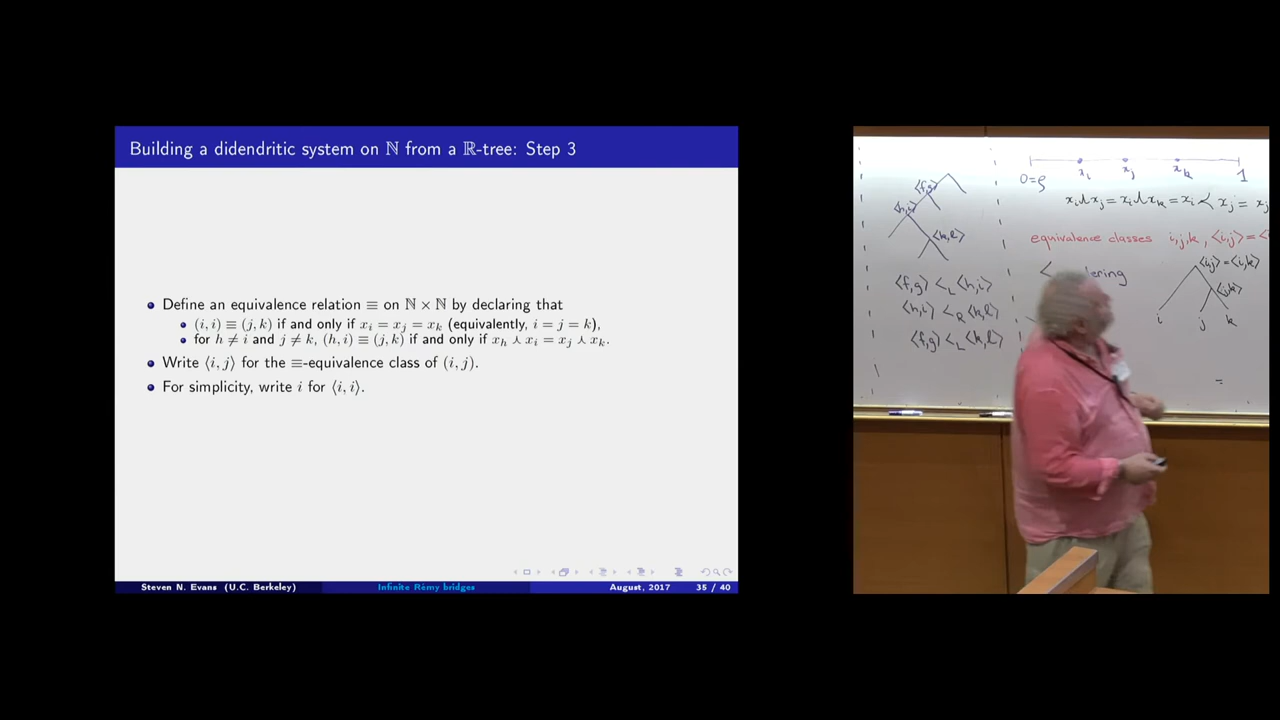 Building a didendritic system on ℕ from a ℝ-tree: Step 3
Define an equivalence relation ≡ on ℕ × ℕ by declaring that
(i, i) ≡ (j, k) if and only if x_i = x_j = x_k (equivalently, i = j = k),
for h ≠ i and j ≠ k, (h, i) ≡ (j, k) if and only if x_h ⋏ x_i = x_j ⋏ x_k.
Write ⟨i, j⟩ for the ≡-equivalence class of (i, j).
For simplicity, write i for ⟨i, i⟩.
Steven N. Evans (U.C. Berkeley)
Infinite Rémy bridges
August, 2017
35 / 40
⟨f,g⟩
⟨h,i⟩
⟨k,l⟩
⟨f,g⟩ <_L ⟨h,i⟩
⟨h,i⟩ <_R ⟨k,l⟩
⟨f,g⟩ <_L ⟨k,l⟩
0=ρ x_i x_j x_k 1
x_i ⋏ x_j = x_i ⋏ x_k = x_i
equivalence classes i,j,k, ⟨i,j⟩ =
⟨i,j⟩ = ⟨i,k⟩
⟨j,k⟩
i j k